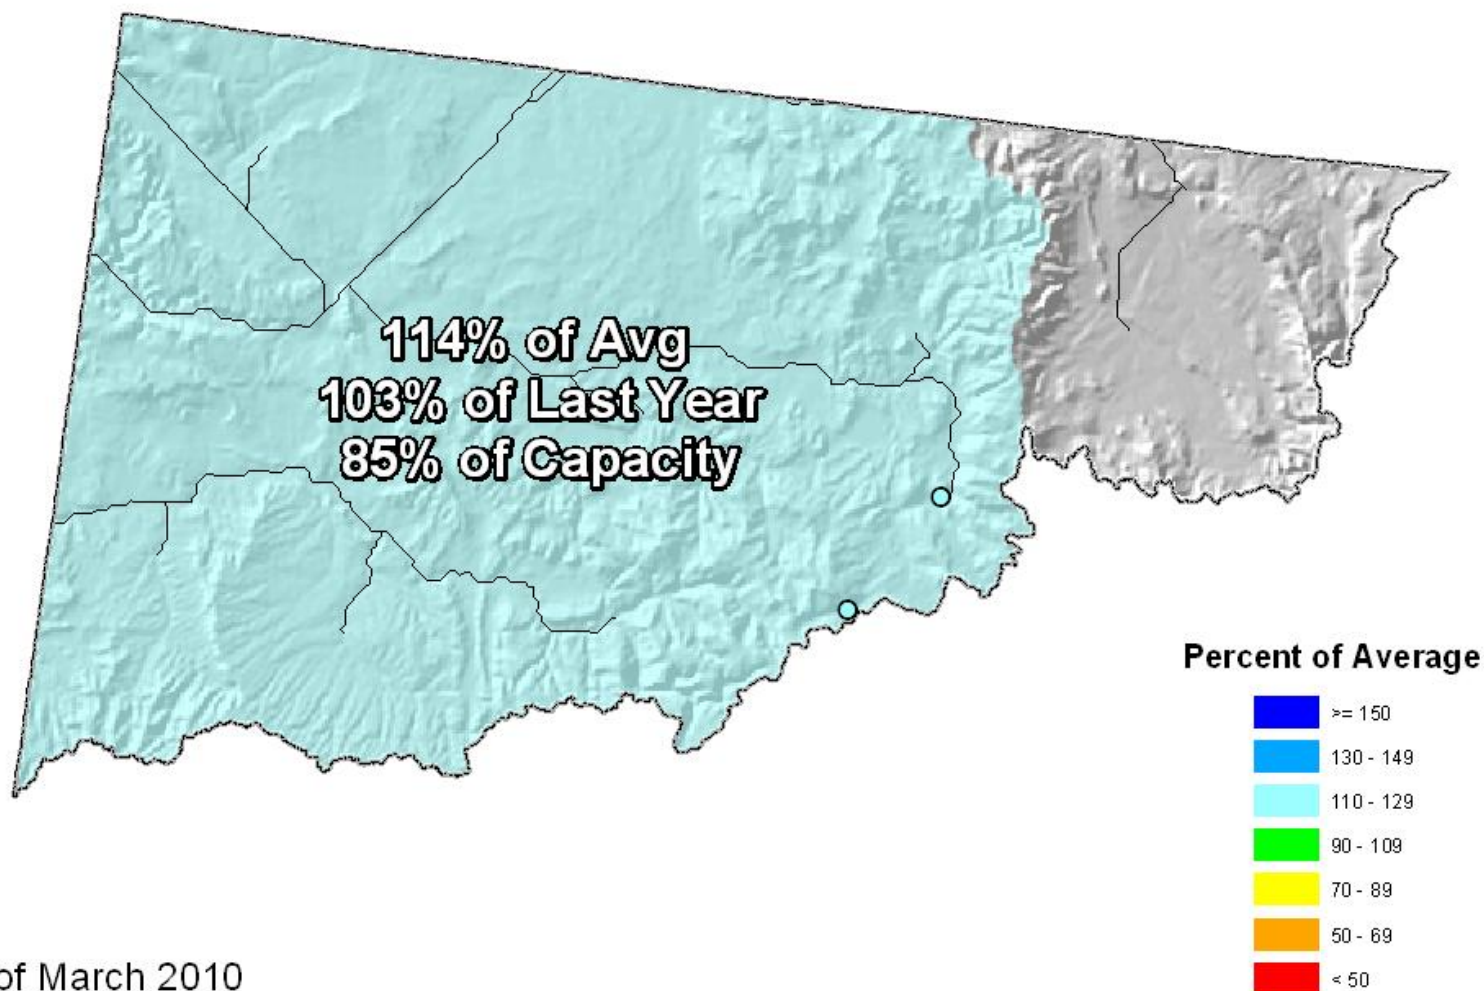 114% of Avg
103% of Last Year
85% of Capacity
Percent of Average
>= 150
130 - 149
110 - 129
90 - 109
70 - 89
50 - 69
< 50
of March 2010